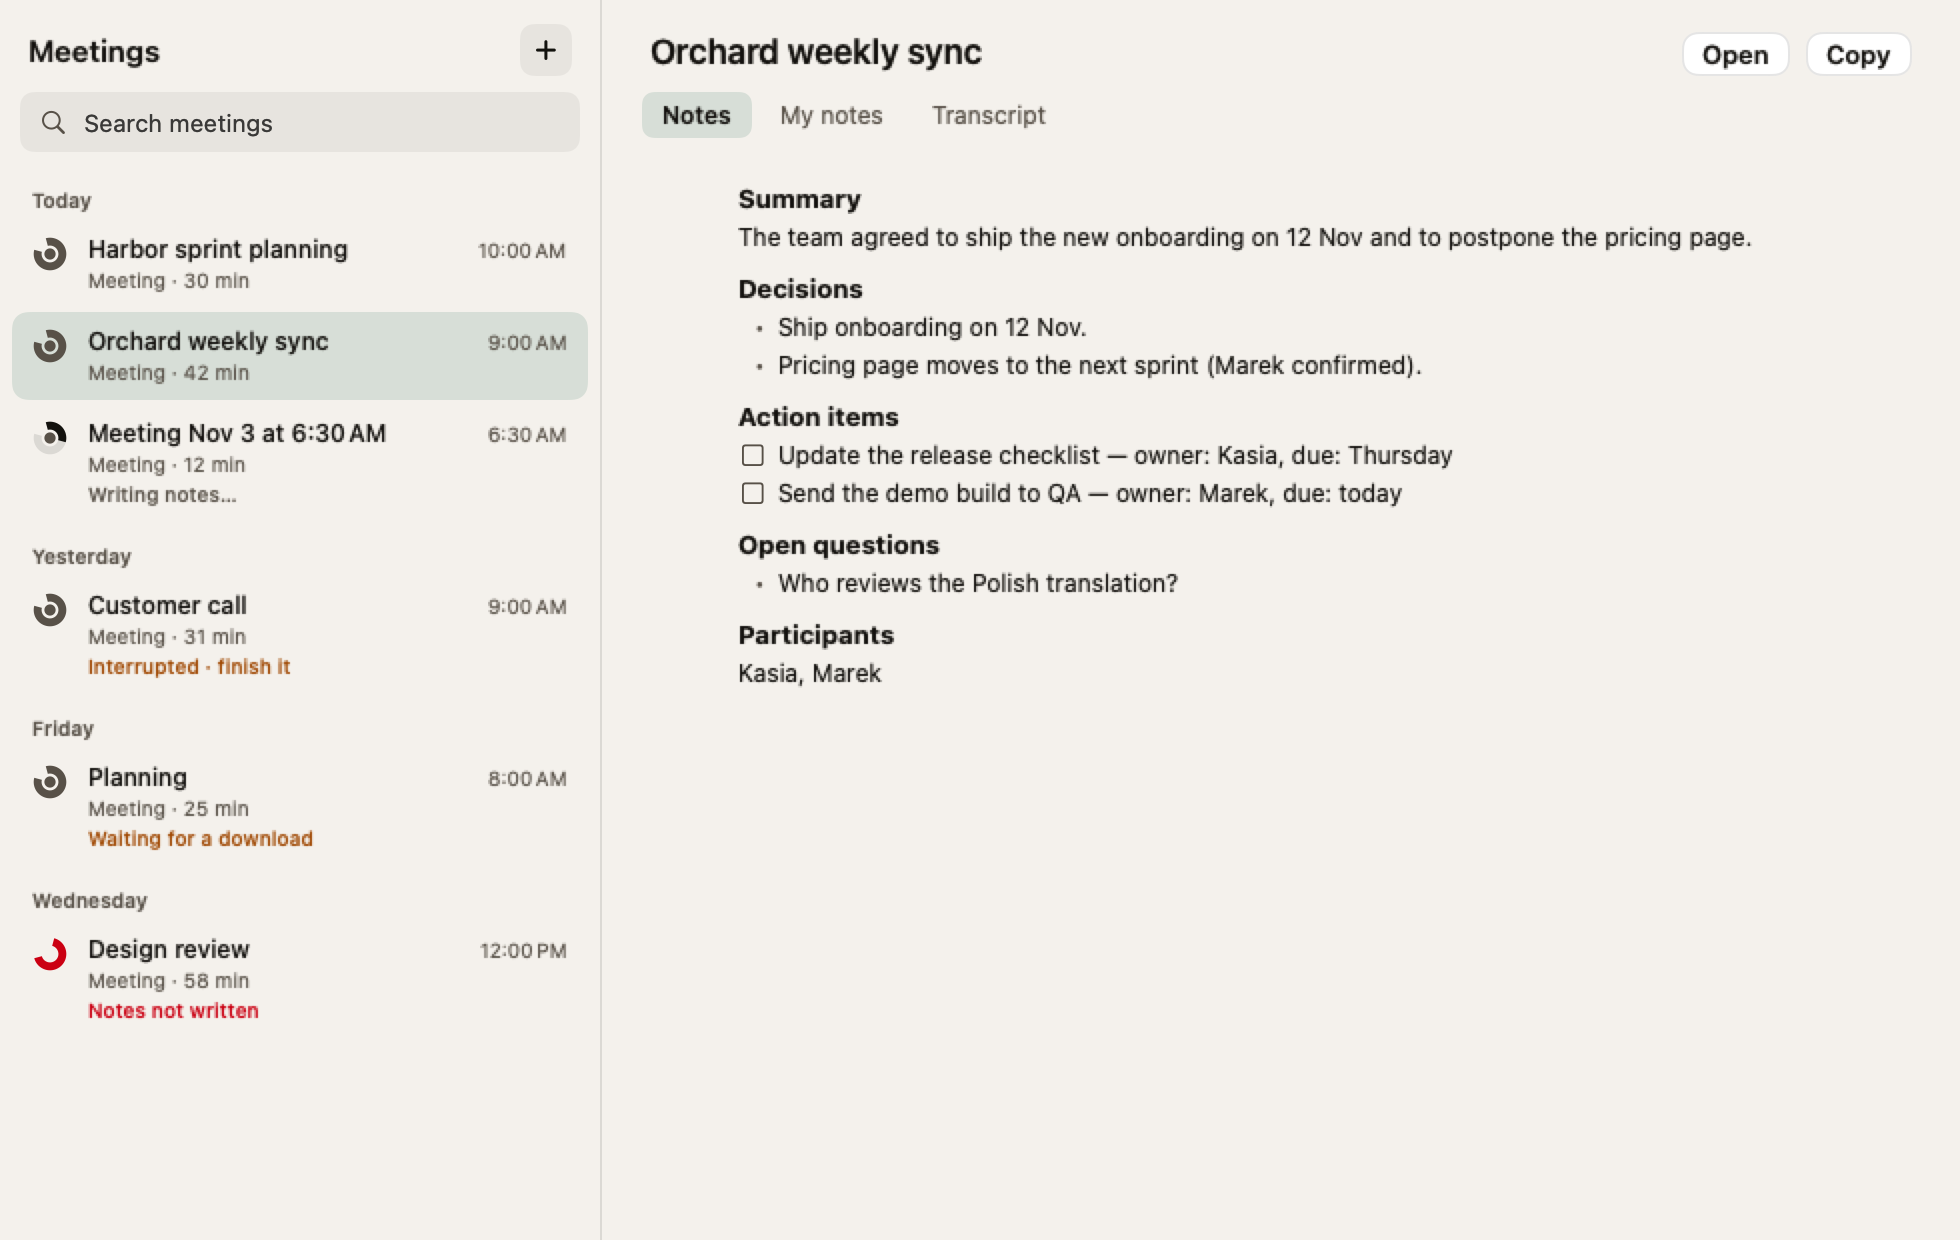 Meetings
Search meetings
Today
Harbor sprint planning 10:00 AM
Meeting · 30 min
Orchard weekly sync 9:00 AM
Meeting · 42 min
Meeting Nov 3 at 6:30 AM 6:30 AM
Meeting · 12 min
Writing notes...
Yesterday
Customer call 9:00 AM
Meeting · 31 min
Interrupted · finish it
Friday
Planning 8:00 AM
Meeting · 25 min
Waiting for a download
Wednesday
Design review 12:00 PM
Meeting · 58 min
Notes not written
Orchard weekly sync
Open Copy
Notes My notes Transcript
Summary
The team agreed to ship the new onboarding on 12 Nov and to postpone the pricing page.
Decisions
• Ship onboarding on 12 Nov.
• Pricing page moves to the next sprint (Marek confirmed).
Action items
Update the release checklist — owner: Kasia, due: Thursday
Send the demo build to QA — owner: Marek, due: today
Open questions
• Who reviews the Polish translation?
Participants
Kasia, Marek